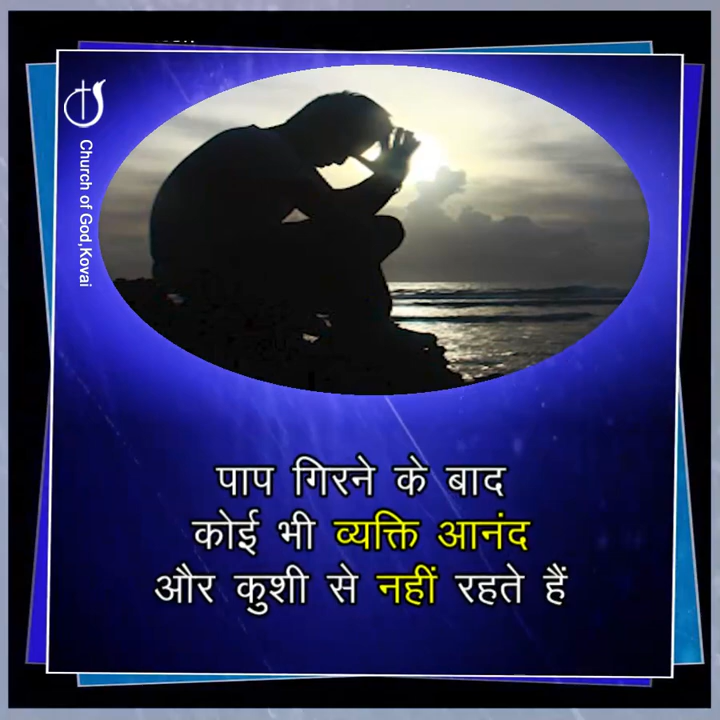 Church of God,Kovai
पाप गिरने के बाद
कोई भी व्यक्ति आनंद
और कुशी से नहीं रहते हैं